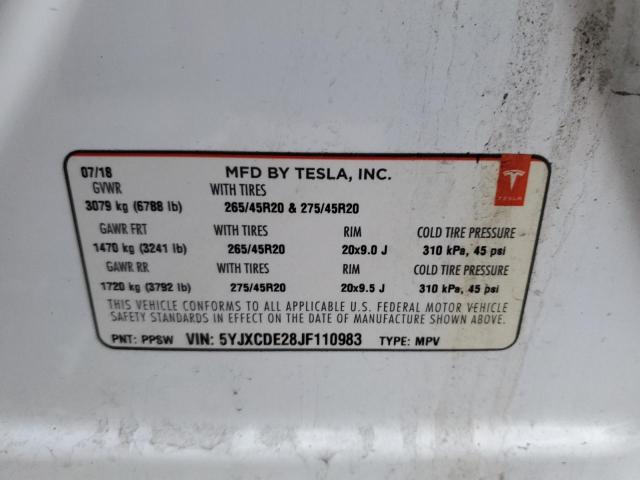 07/18 MFD BY TESLA, INC.
GVWR WITH TIRES
3079 kg (6788 lb) 265/45R20 & 275/45R20
GAWR FRT WITH TIRES RIM COLD TIRE PRESSURE
1470 kg (3241 lb) 265/45R20 20x9.0 J 310 kPa, 45 psi
GAWR RR WITH TIRES RIM COLD TIRE PRESSURE
1720 kg (3792 lb) 275/45R20 20x9.5 J 310 kPa, 45 psi
THIS VEHICLE CONFORMS TO ALL APPLICABLE U.S. FEDERAL MOTOR VEHICLE
SAFETY STANDARDS IN EFFECT ON THE DATE OF MANUFACTURE SHOWN ABOVE.
PNT: PPSW VIN: 5YJXCDE28JF110983 TYPE: MPV
TESLA